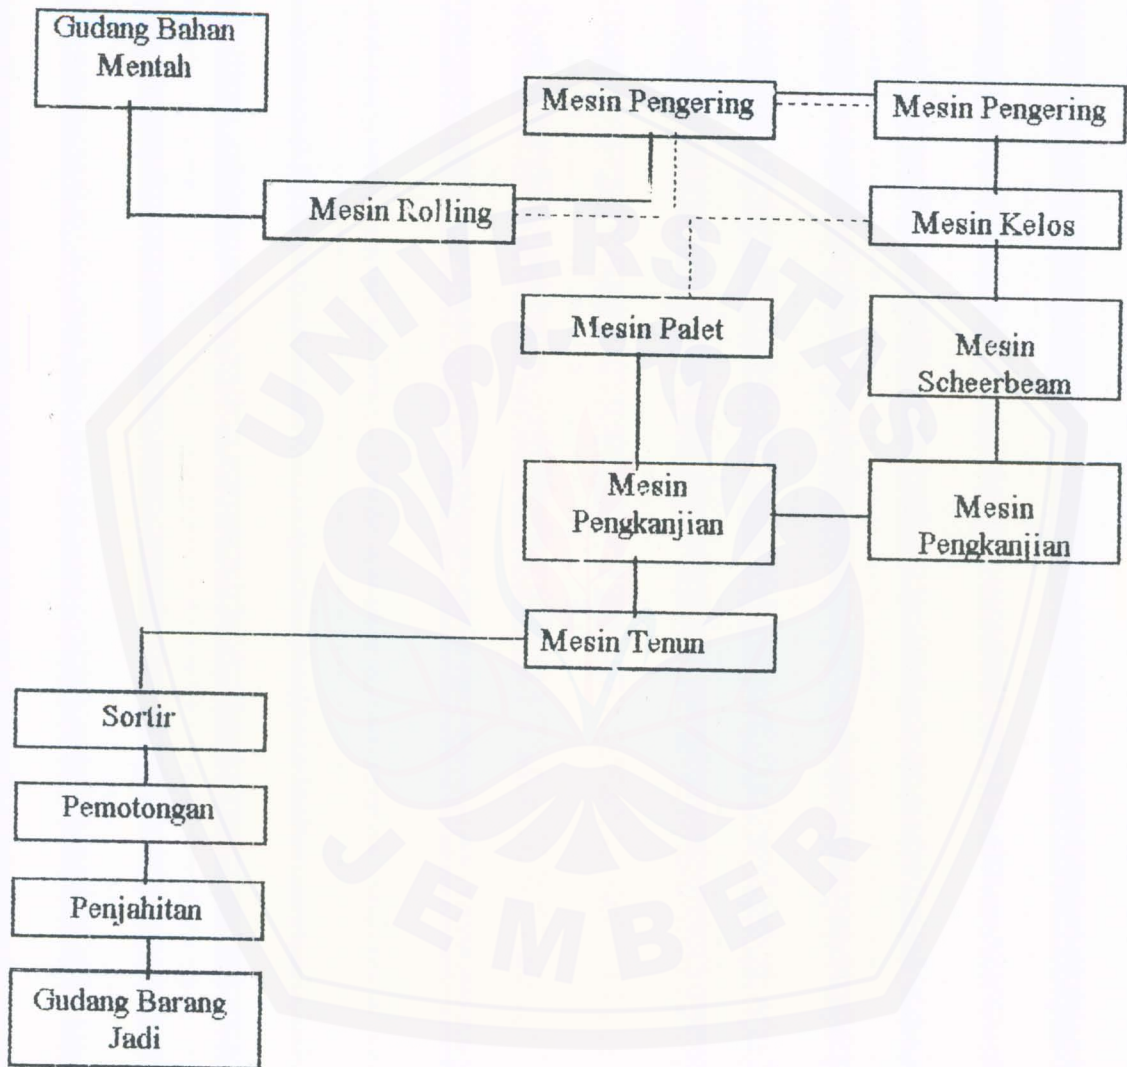 Gudang Bahan
Mentah
Mesin Pengering
Mesin Pengering
Mesin Rolling
Mesin Kelos
Mesin Palet
Mesin
Scheerbeam
Mesin
Pengkanjian
Mesin
Pengkanjian
Mesin Tenun
Sortir
Pemotongan
Penjahitan
Gudang Barang
Jadi
UNIVERSITAS
JEMBER